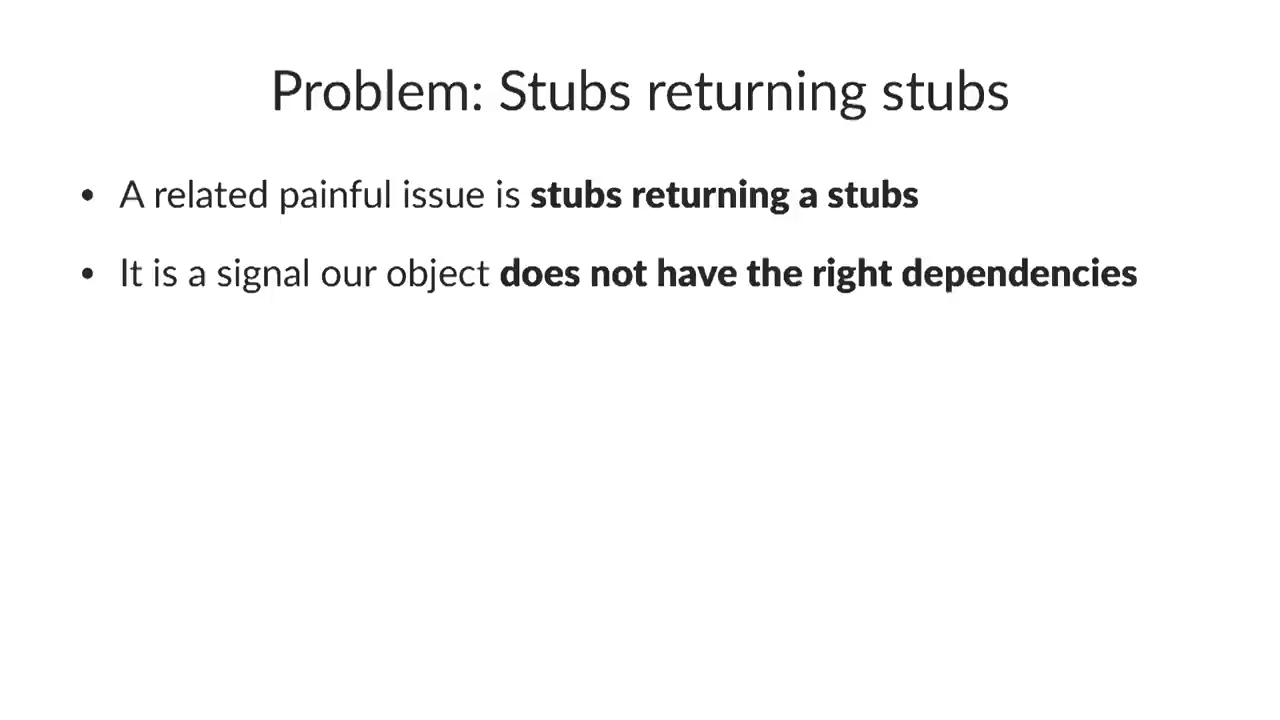 Problem: Stubs returning stubs
• A related painful issue is stubs returning a stubs
• It is a signal our object does not have the right dependencies